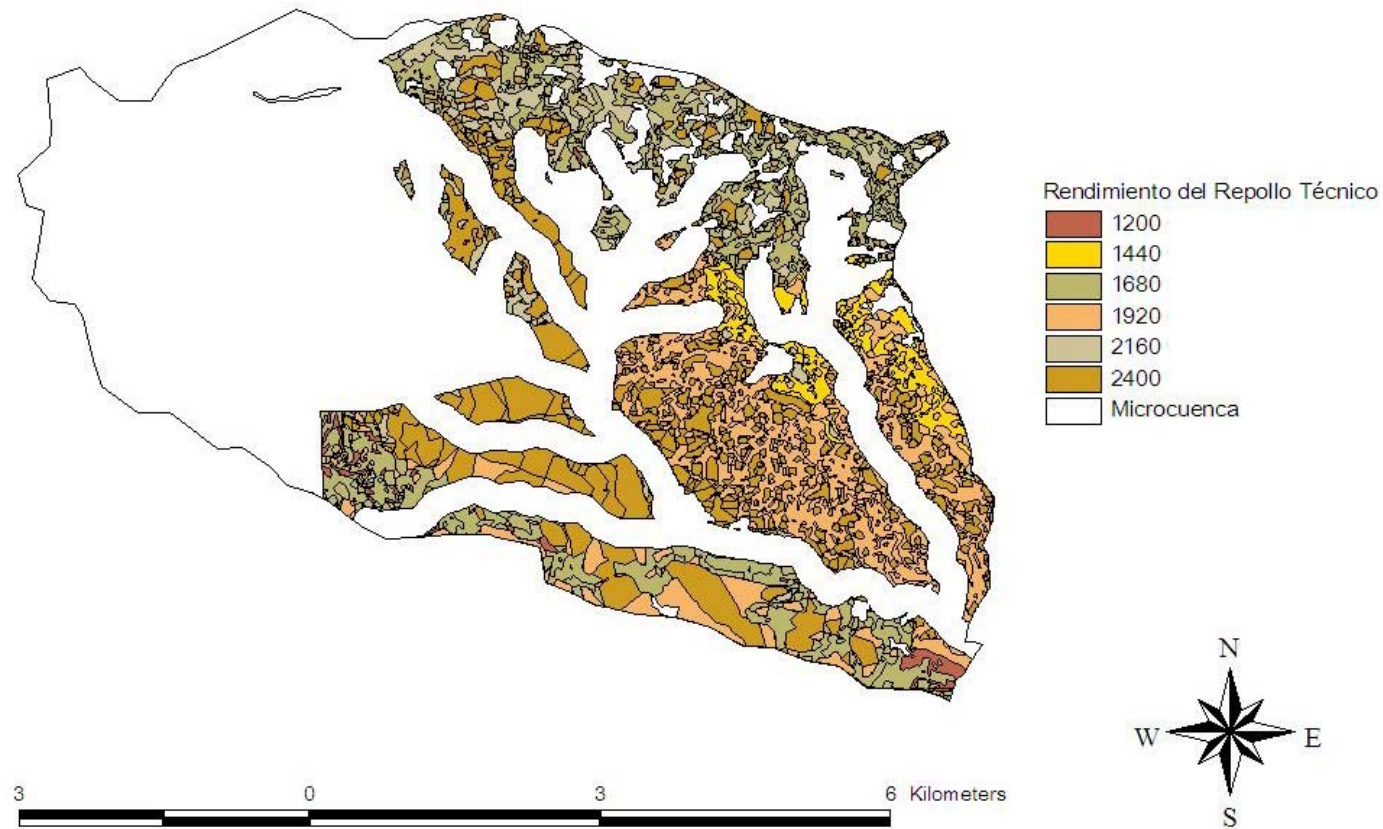 Rendimiento del Repollo Técnico
1200
1440
1680
1920
2160
2400
Microcuenca
N
W E
S
3 0 3 6 Kilometers